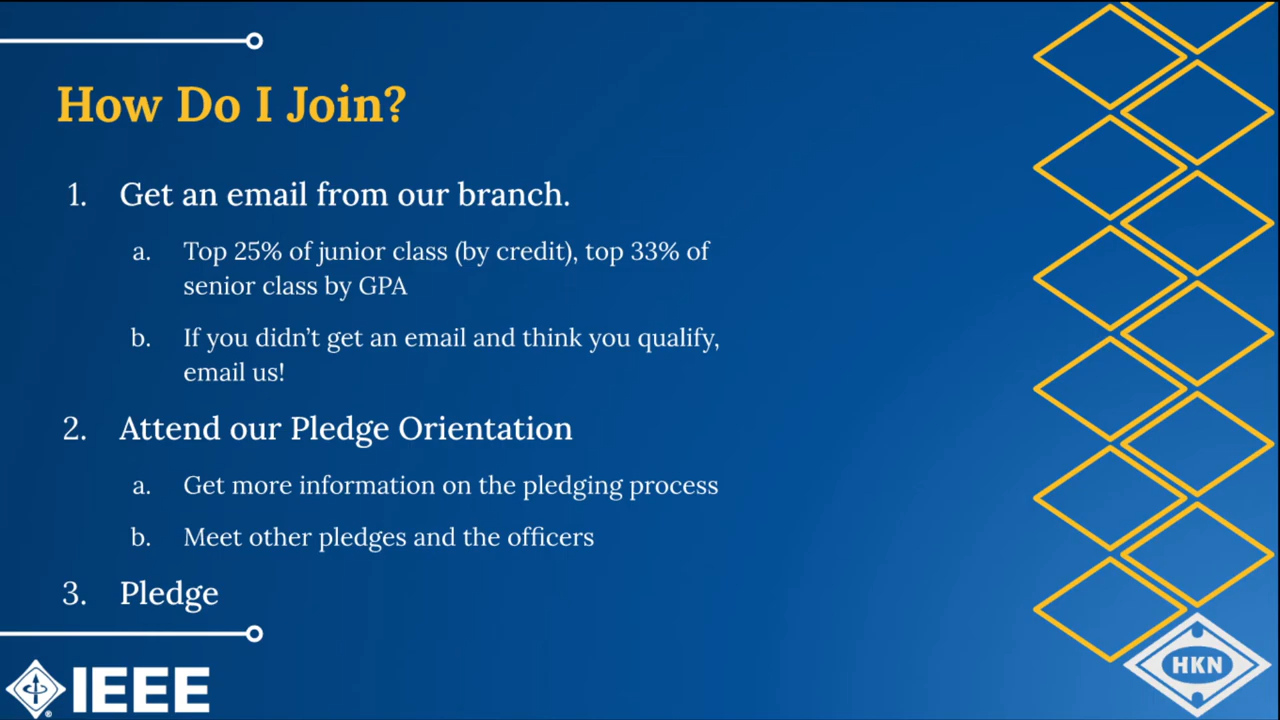 How Do I Join?
1. Get an email from our branch.
a. Top 25% of junior class (by credit), top 33% of
senior class by GPA
b. If you didn’t get an email and think you qualify,
email us!
2. Attend our Pledge Orientation
a. Get more information on the pledging process
b. Meet other pledges and the officers
3. Pledge
IEEE
®
HKN